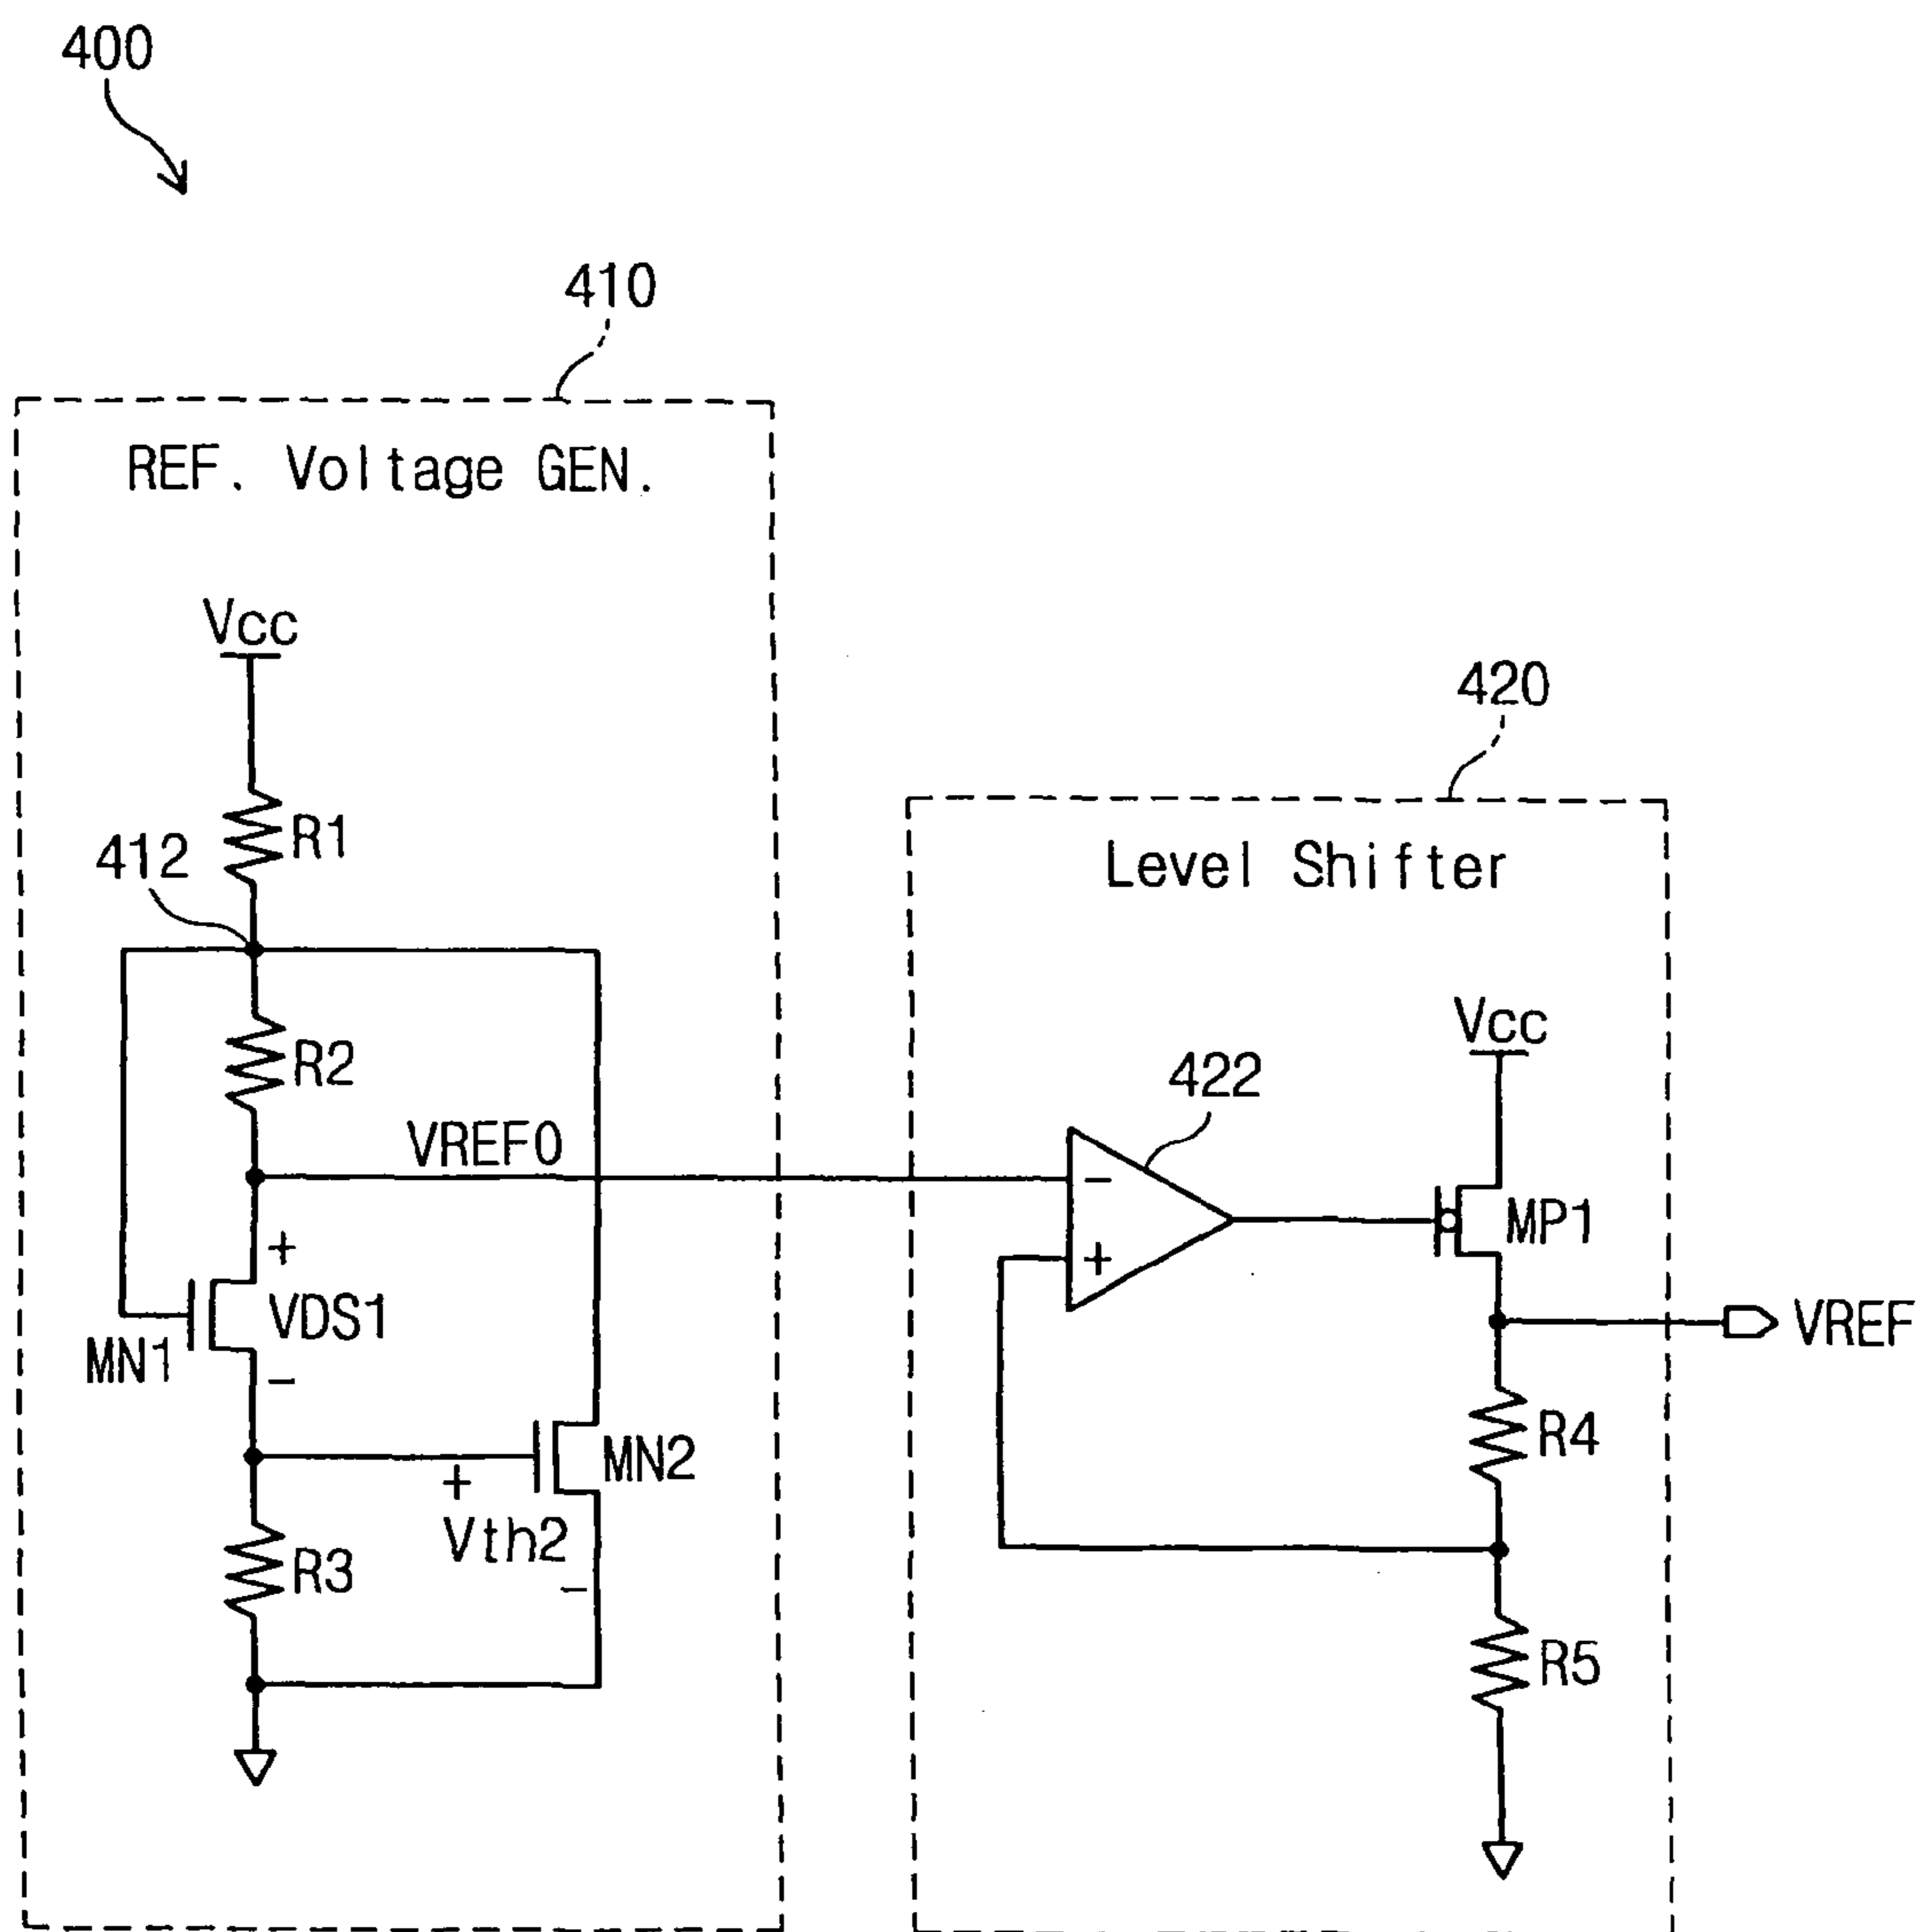 400
410
REF. Voltage GEN.
Vcc
R1
412
R2
VREF0
+
VDS1
MN1
−
MN2
+
Vth2
R3
−
420
Level Shifter
Vcc
422
−
+
MP1
VREF
R4
R5